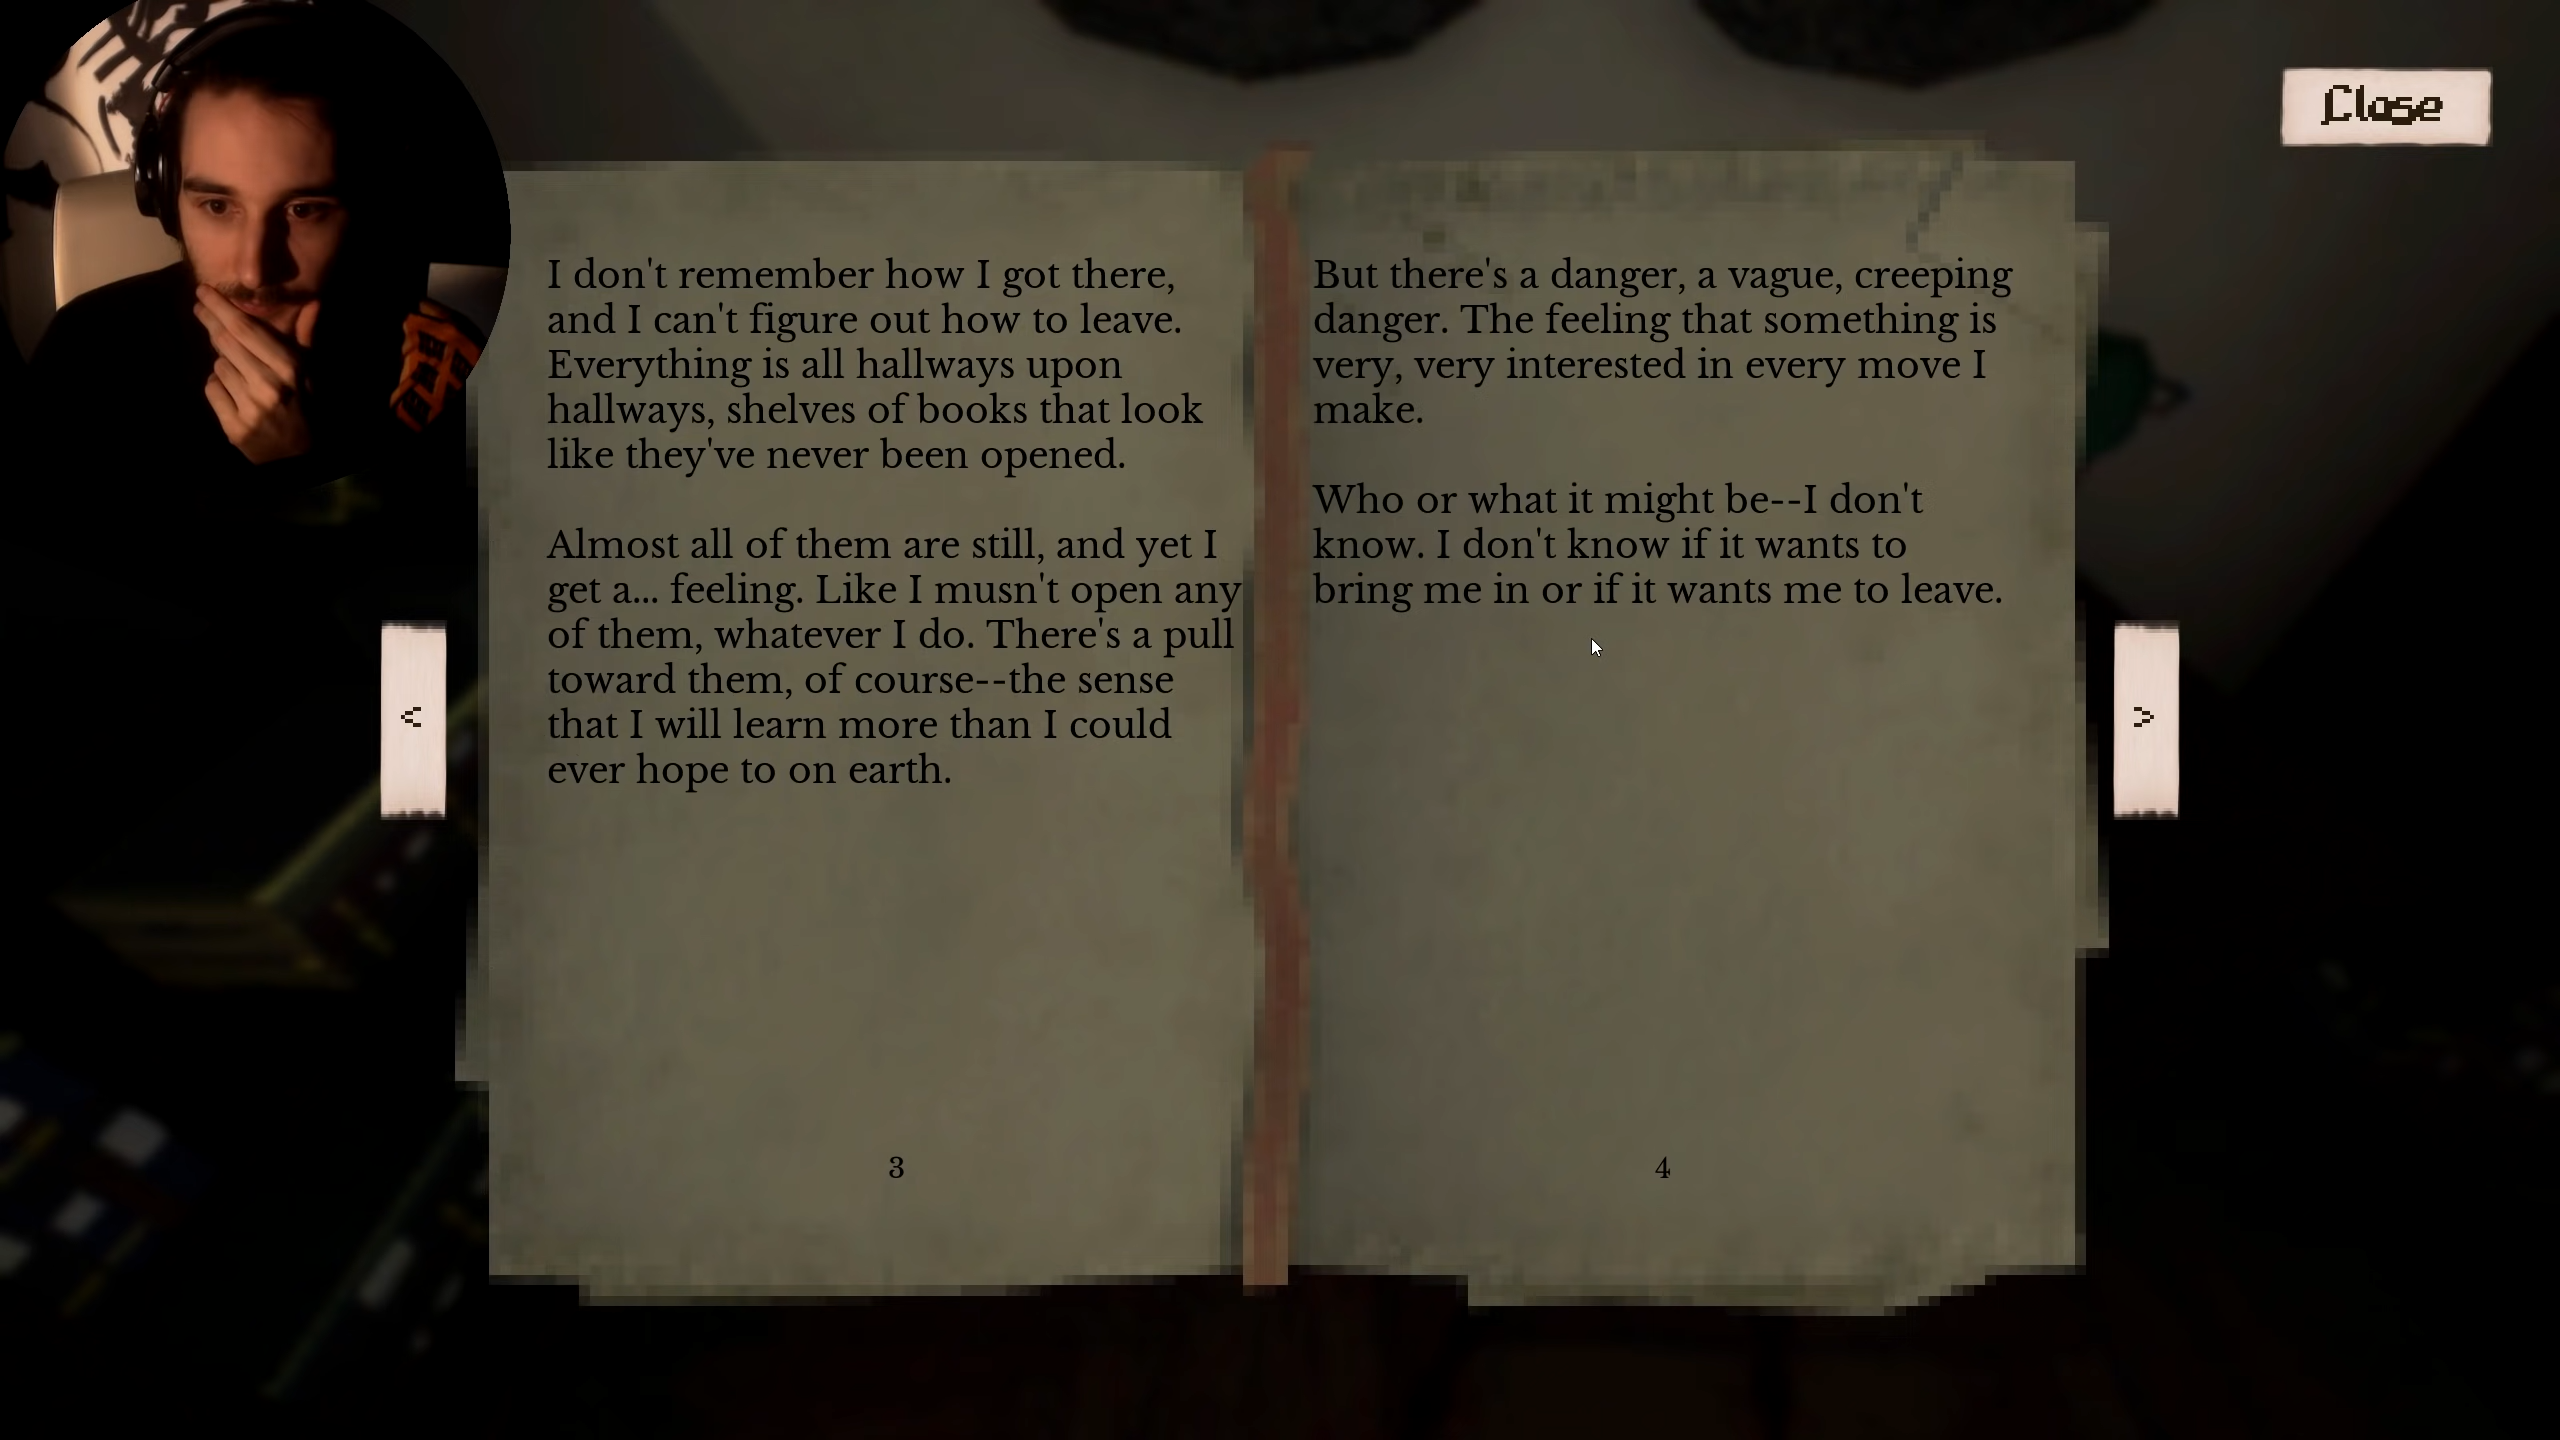 Close
I don't remember how I got there,
and I can't figure out how to leave.
Everything is all hallways upon
hallways, shelves of books that look
like they've never been opened.
Almost all of them are still, and yet I
get a... feeling. Like I musn't open any
of them, whatever I do. There's a pull
toward them, of course--the sense
that I will learn more than I could
ever hope to on earth.
3
But there's a danger, a vague, creeping
danger. The feeling that something is
very, very interested in every move I
make.
Who or what it might be--I don't
know. I don't know if it wants to
bring me in or if it wants me to leave.
4
<
>